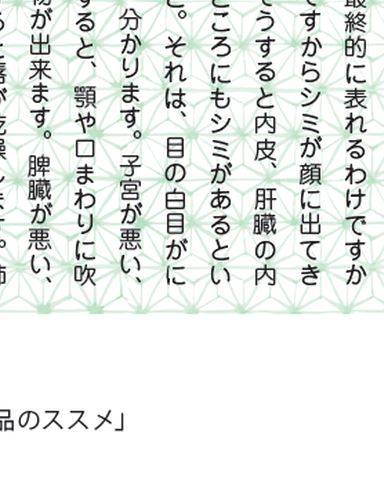 最終的に表れるわけですか
ですからシミが顔に出てき
そうすると内皮、肝臓の内
ところにもシミがあるとい
と。それは、目の白目がに
分かります。子宮が悪い、
すると、顎や口まわりに吹
物が出来ます。脾臓が悪い、
品のススメ」